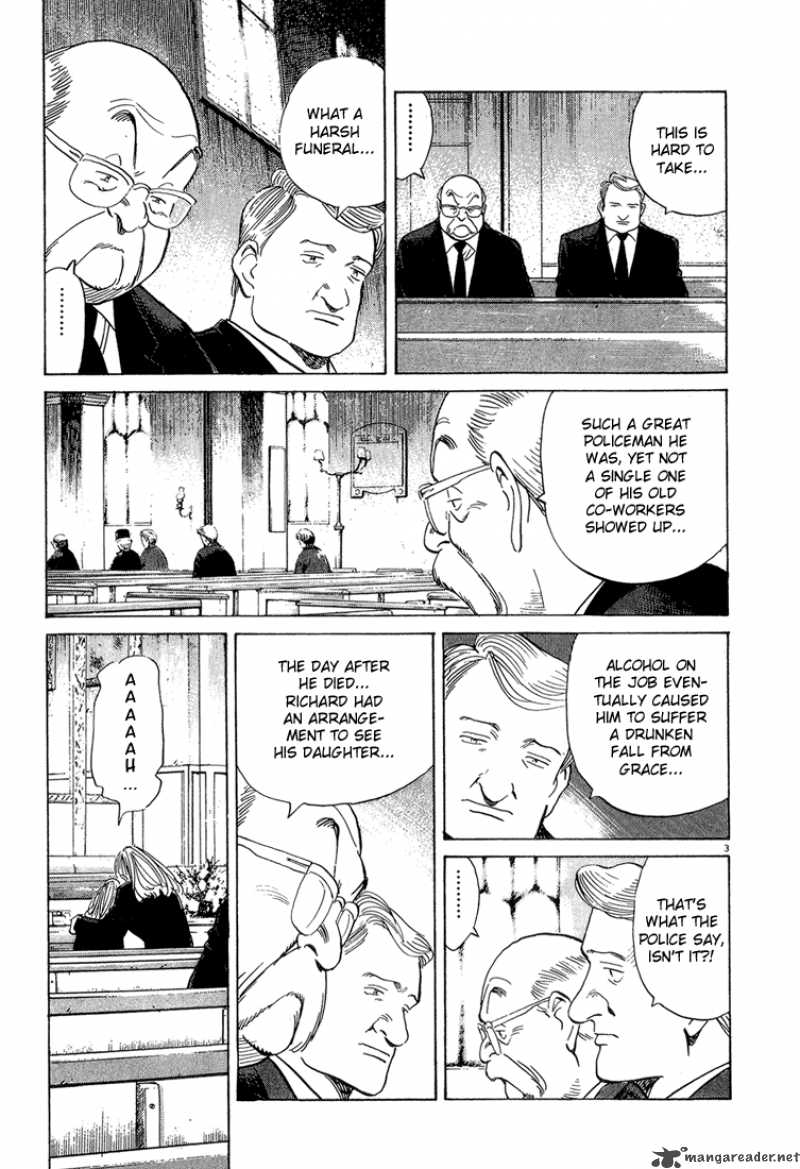 THIS IS
HARD TO
TAKE...
.........
WHAT A
HARSH
FUNERAL...
.........
SUCH A GREAT
POLICEMAN HE
WAS, YET NOT
A SINGLE ONE
OF HIS OLD
CO-WORKERS
SHOWED UP...
ALCOHOL ON
THE JOB EVEN-
TUALLY CAUSED
HIM TO SUFFER
A DRUNKEN
FALL FROM
GRACE...
3
THAT'S
WHAT THE
POLICE SAY,
ISN'T IT?!
.........
THE DAY AFTER
HE DIED...
RICHARD HAD
AN ARRANGE-
MENT TO SEE
HIS DAUGHTER...
A
A
A
A
A
A
H
...
mangareader.net